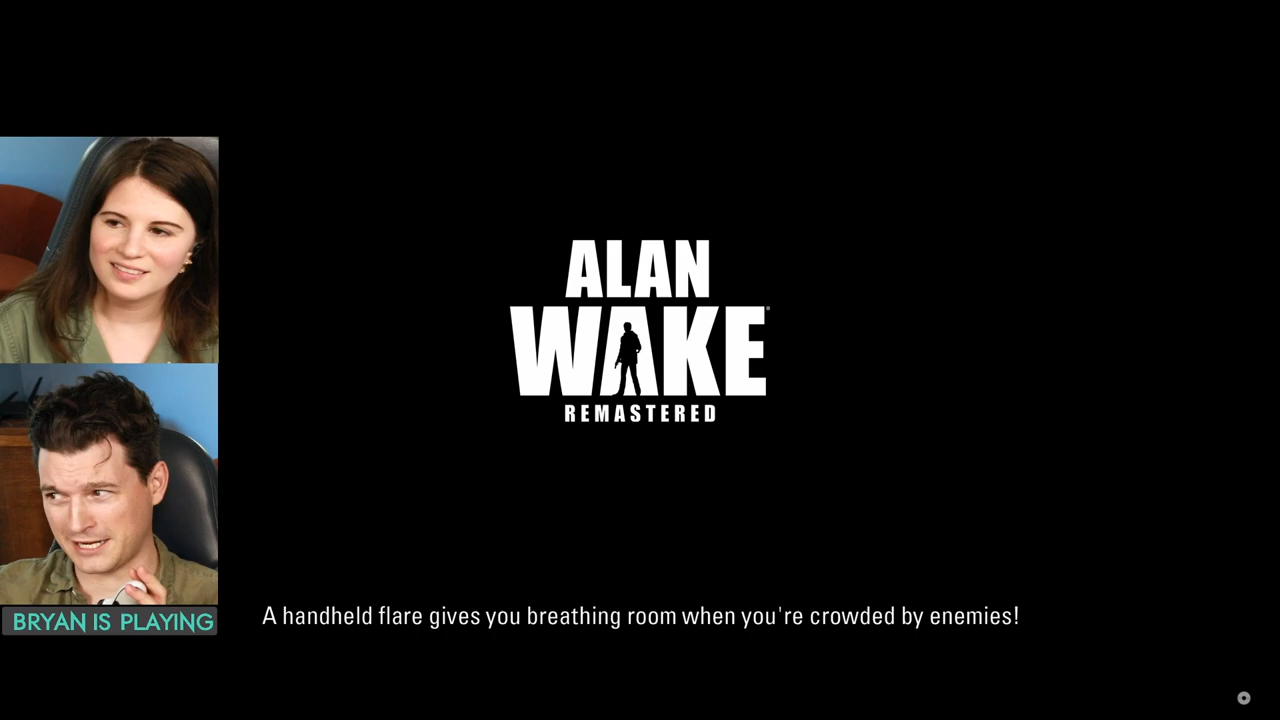 ALAN
WAKE
REMASTERED
A handheld flare gives you breathing room when you're crowded by enemies!
BRYAN IS PLAYING